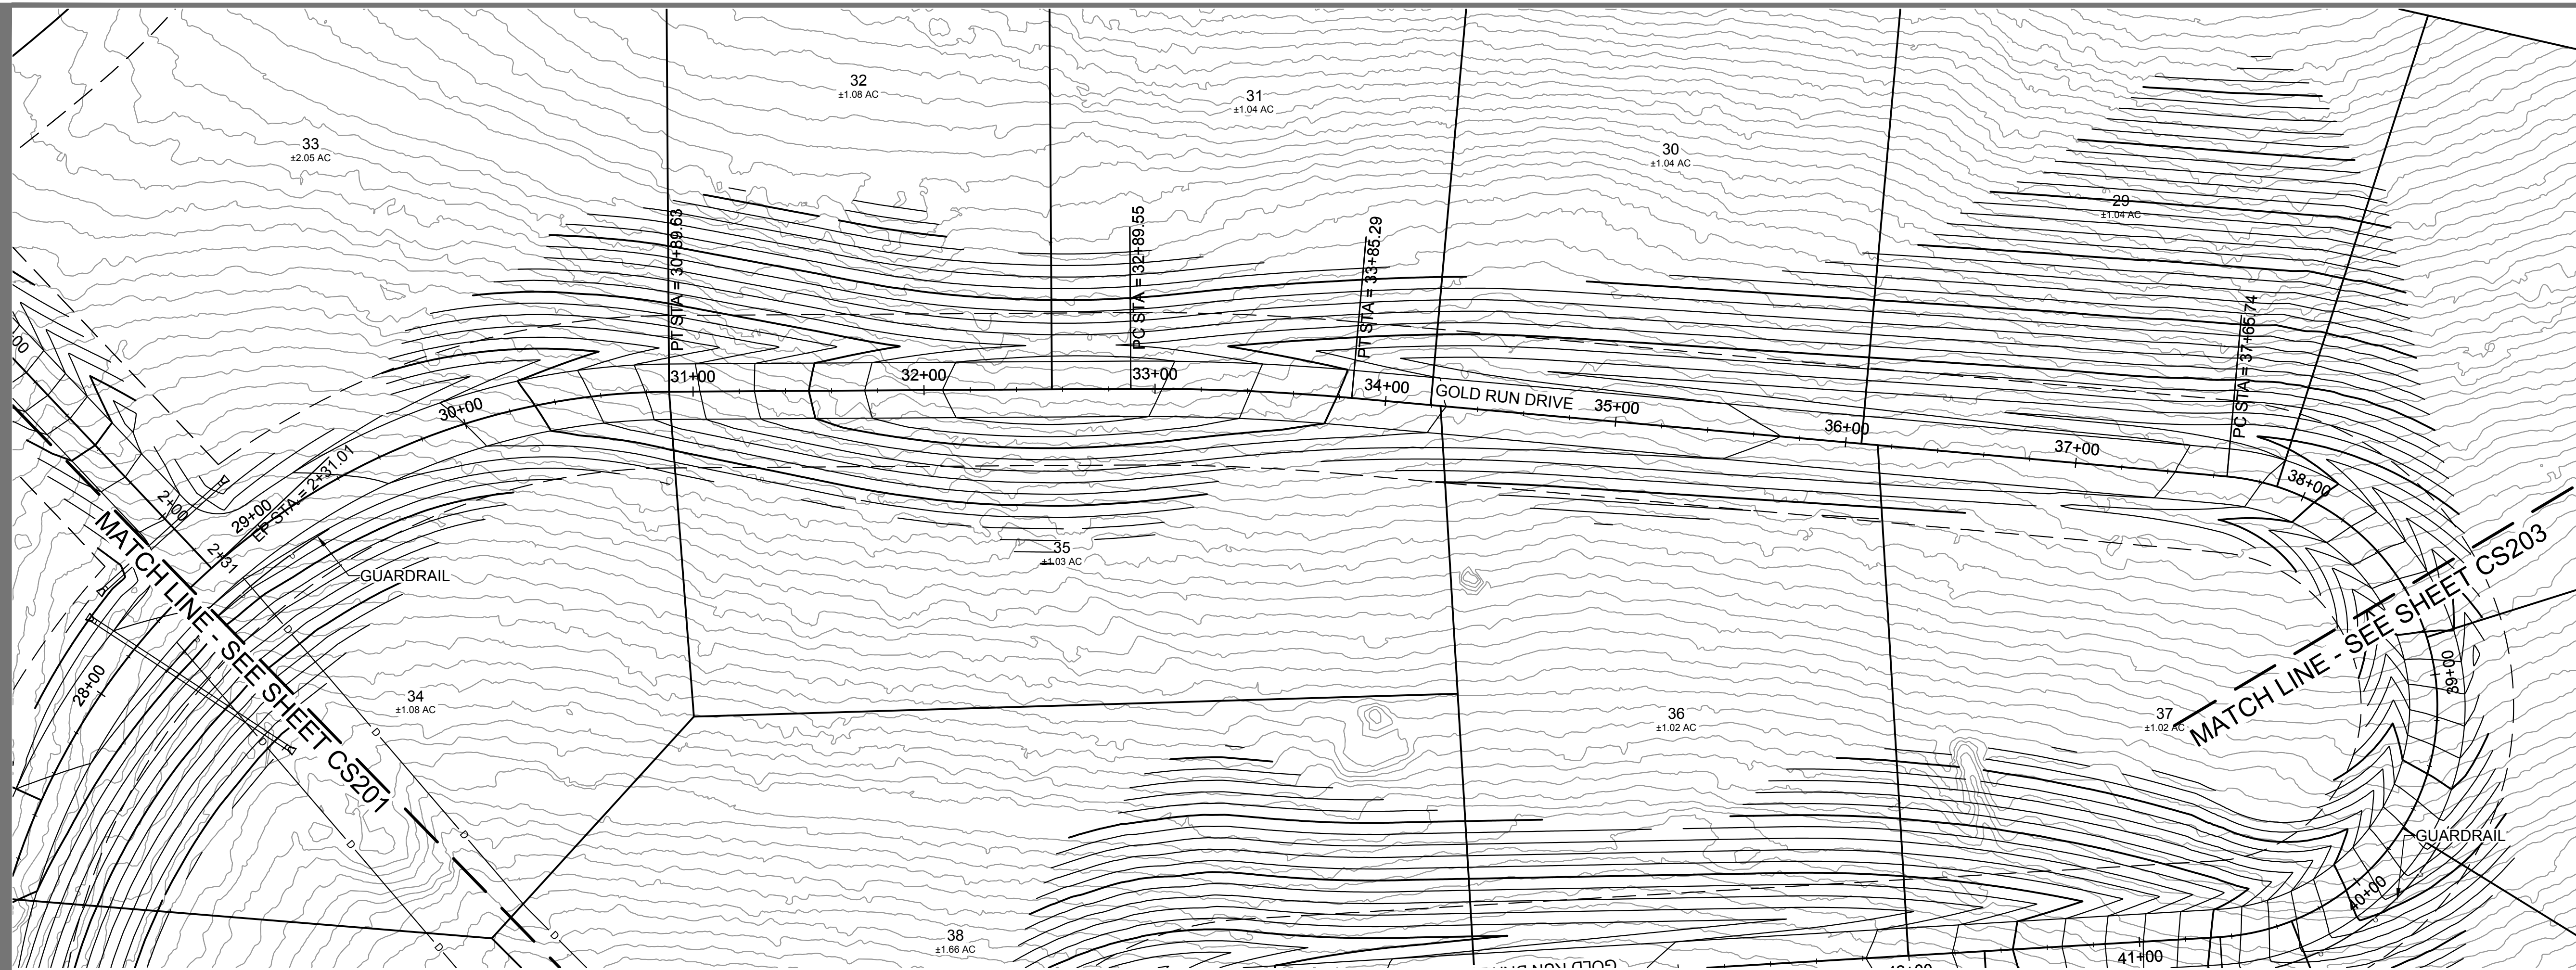 32
±1.08 AC
31
±1.04 AC
33
±2.05 AC
30
±1.04 AC
29
±1.04 AC
PT STA = 30+89.63
PC STA = 32+89.55
PT STA = 33+85.29
PC STA = 37+65.74
30+00
31+00
32+00
33+00
34+00
GOLD RUN DRIVE
35+00
36+00
37+00
38+00
2+00
29+00
EP STA = 2+31.01
2+31
GUARDRAIL
MATCH LINE - SEE SHEET CS201
28+00
35
±1.03 AC
34
±1.08 AC
36
±1.02 AC
37
±1.02 AC
MATCH LINE - SEE SHEET CS203
39+00
GUARDRAIL
40+00
38
±1.66 AC
41+00
D
D
D
D
D
D